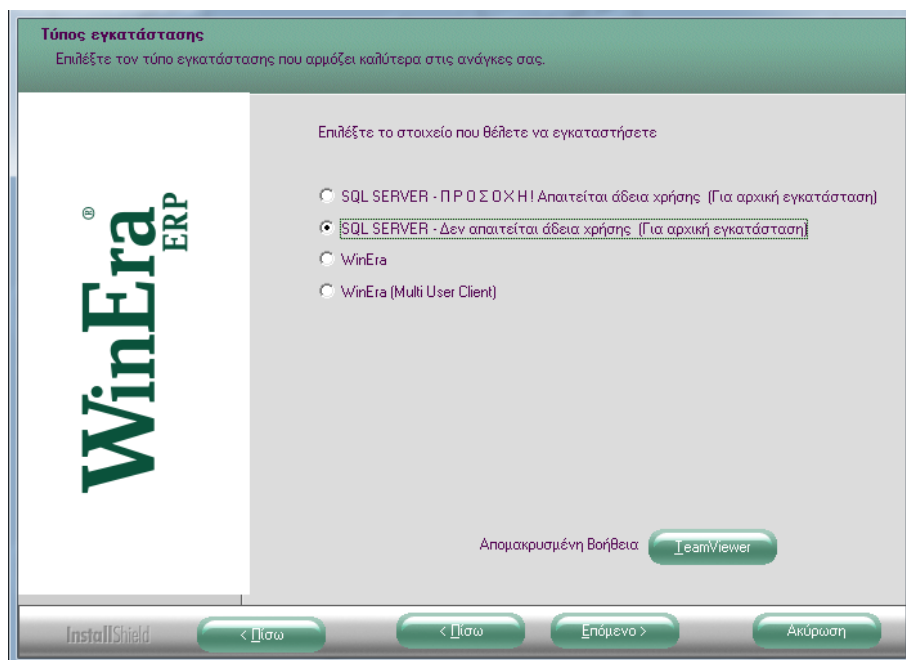 Τύπος εγκατάστασης
Επιλέξτε τον τύπο εγκατάστασης που αρμόζει καλύτερα στις ανάγκες σας.
Επιλέξτε το στοιχείο που θέλετε να εγκαταστήσετε
SQL SERVER - Π Ρ Ο Σ Ο Χ Η ! Απαιτείται άδεια χρήσης (Για αρχική εγκατάσταση)
SQL SERVER - Δεν απαιτείται άδεια χρήσης (Για αρχική εγκατάσταση)
WinEra
WinEra (Multi User Client)
WinEra®
ERP
Απομακρυσμένη Βοήθεια TeamViewer
InstallShield < Πίσω < Πίσω Επόμενο > Ακύρωση